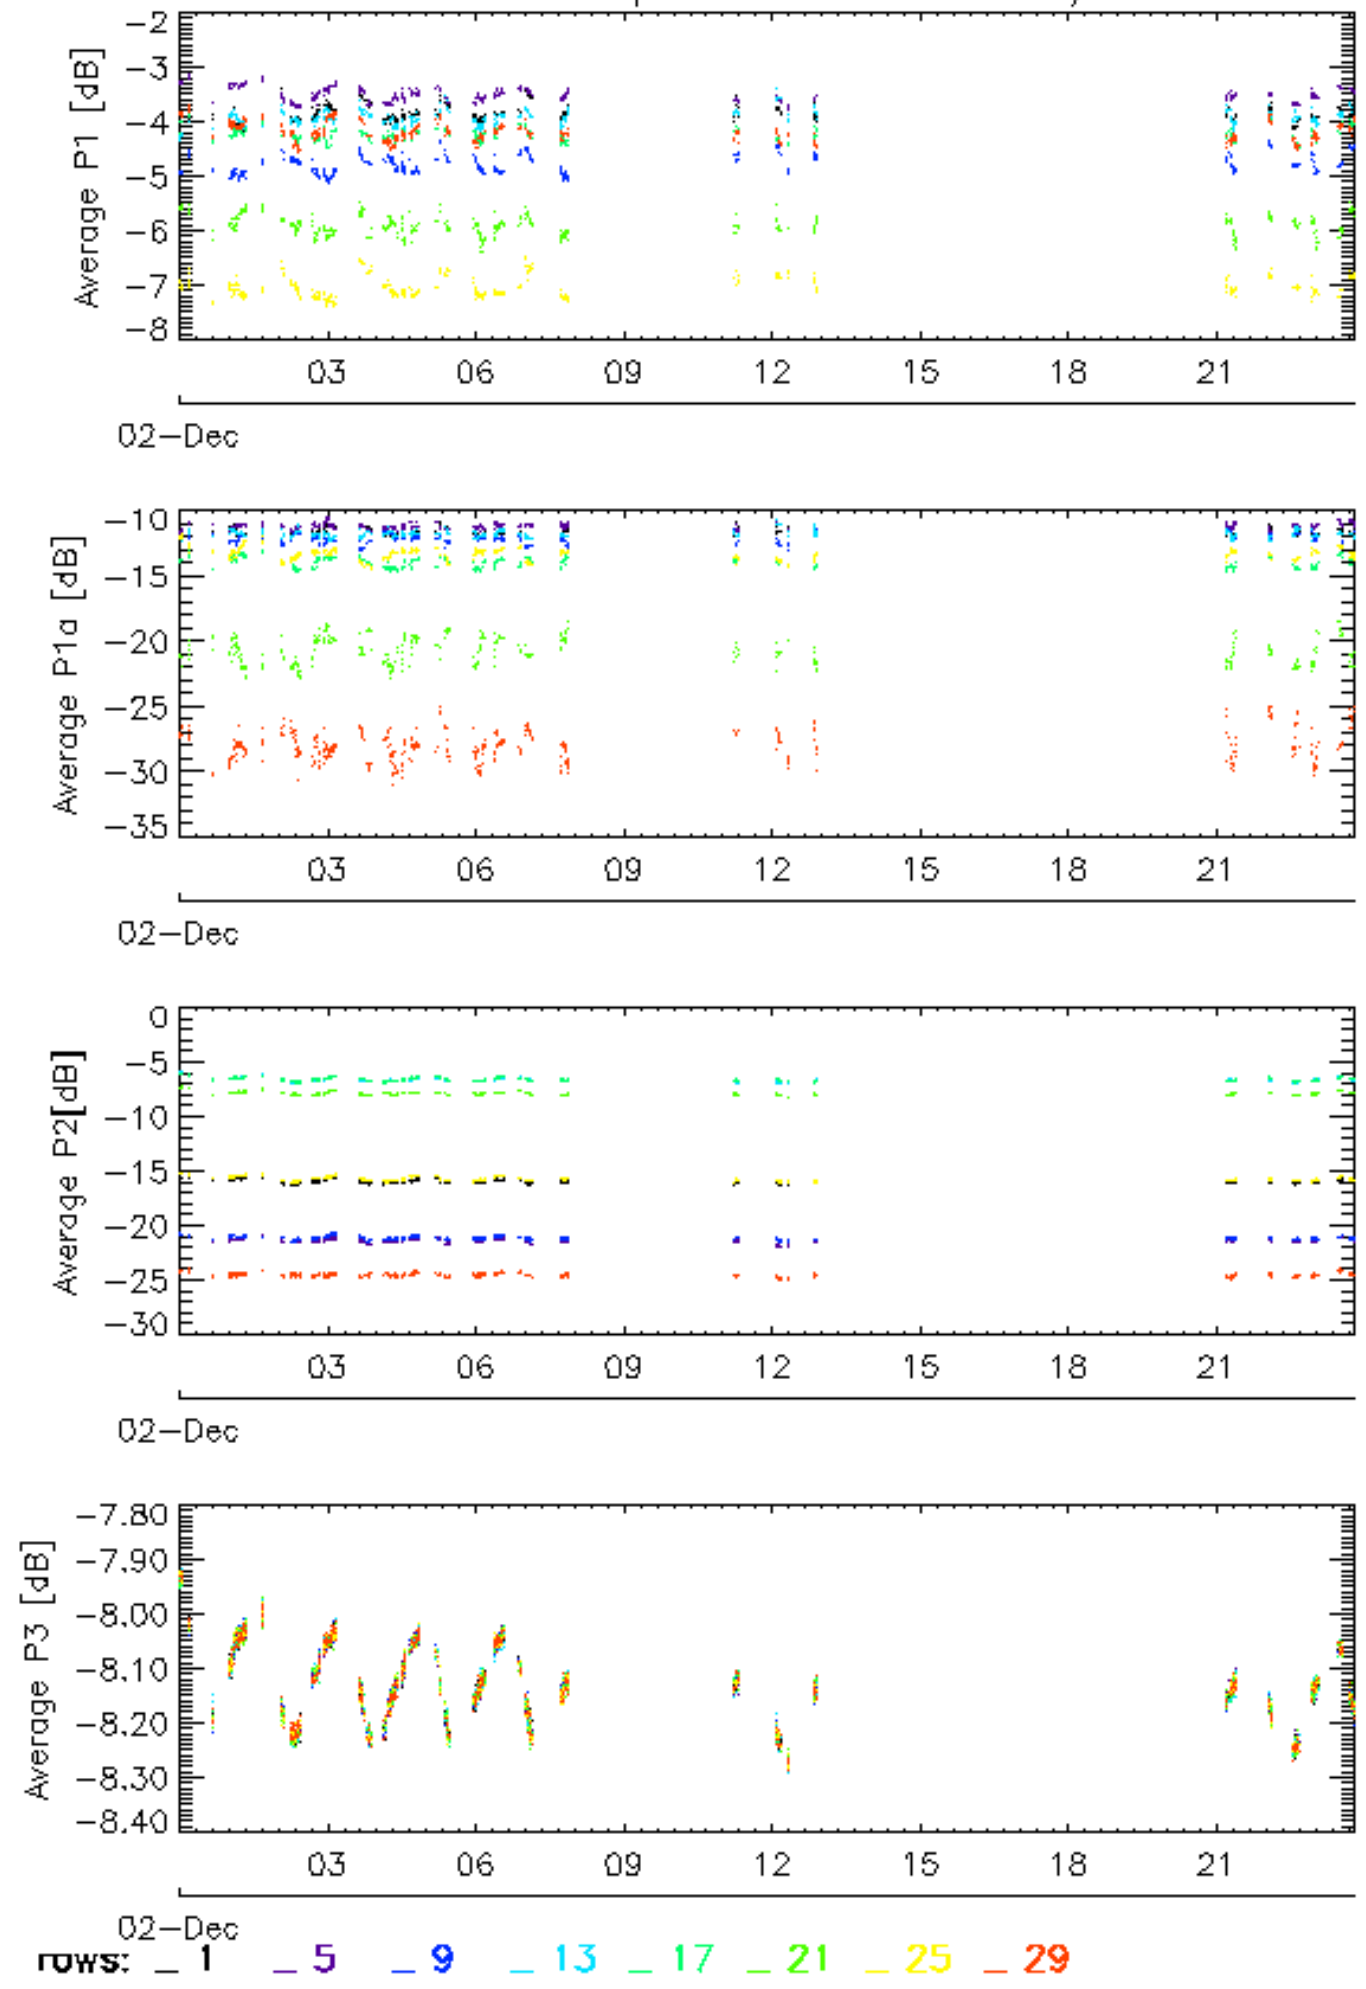 Average P1 [dB]
-2
-3
-4
-5
-6
-7
-8
03 06 09 12 15 18 21
02-Dec
Average P1a [dB]
-10
-15
-20
-25
-30
-35
03 06 09 12 15 18 21
02-Dec
Average P2[dB]
0
-5
-10
-15
-20
-25
-30
03 06 09 12 15 18 21
02-Dec
Average P3 [dB]
-7.80
-7.90
-8.00
-8.10
-8.20
-8.30
-8.40
03 06 09 12 15 18 21
02-Dec
rows: _ 1 _ 5 _ 9 _ 13 _ 17 _ 21 _ 25 _ 29